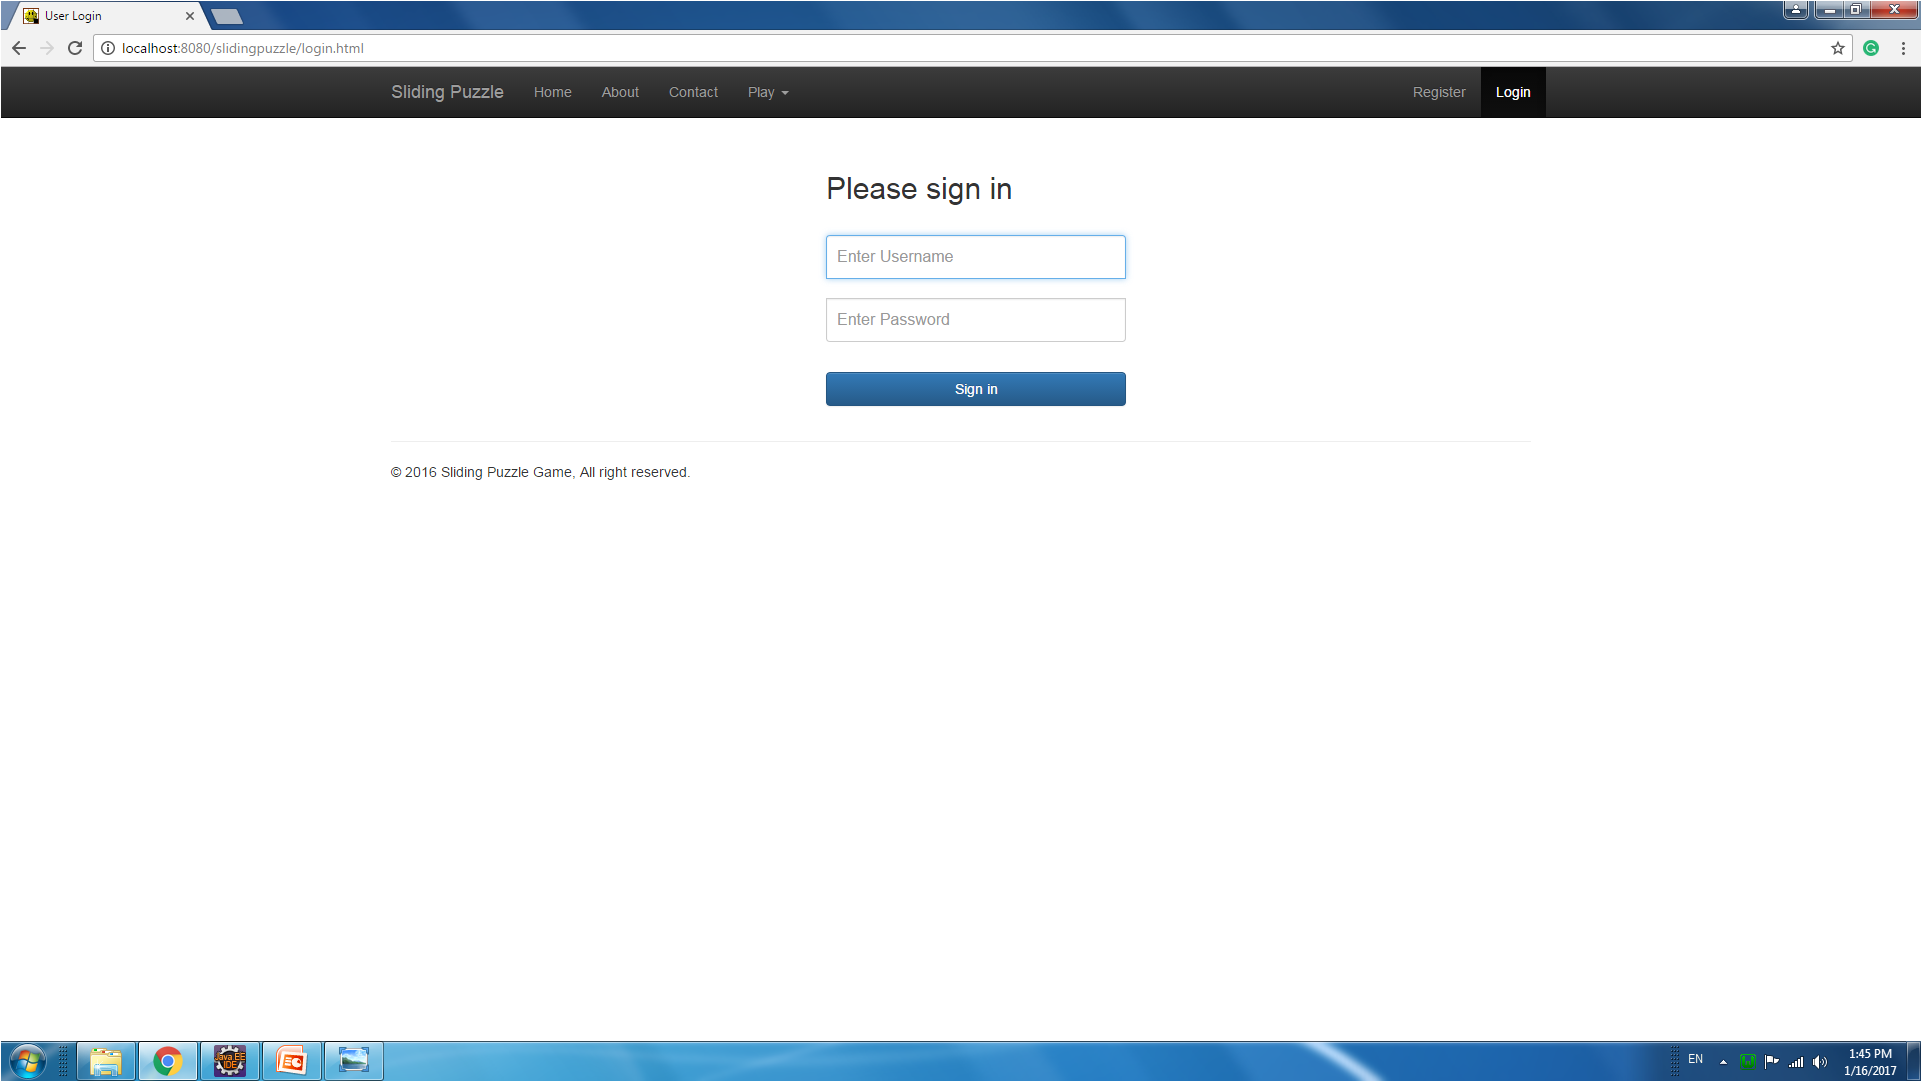 User Login
localhost:8080/slidingpuzzle/login.html
Sliding Puzzle Home About Contact Play Register Login
Please sign in
Enter Username
Enter Password
Sign in
© 2016 Sliding Puzzle Game, All right reserved.
Java EE
IDE
EN
1:45 PM
1/16/2017